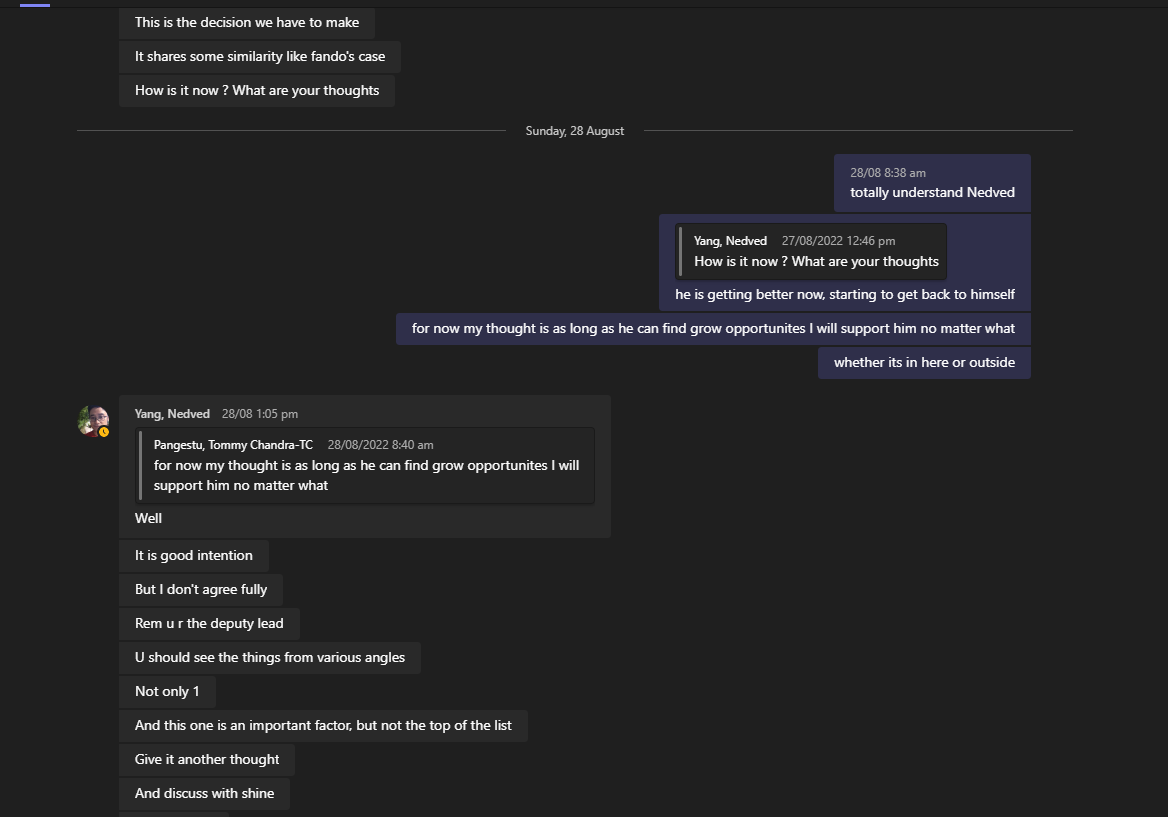 This is the decision we have to make
It shares some similarity like fando's case
How is it now ? What are your thoughts
Sunday, 28 August
28/08 8:38 am
totally understand Nedved
Yang, Nedved 27/08/2022 12:46 pm
How is it now ? What are your thoughts
he is getting better now, starting to get back to himself
for now my thought is as long as he can find grow opportunites I will support him no matter what
whether its in here or outside
Yang, Nedved 28/08 1:05 pm
Pangestu, Tommy Chandra-TC 28/08/2022 8:40 am
for now my thought is as long as he can find grow opportunites I will
support him no matter what
Well
It is good intention
But I don't agree fully
Rem u r the deputy lead
U should see the things from various angles
Not only 1
And this one is an important factor, but not the top of the list
Give it another thought
And discuss with shine